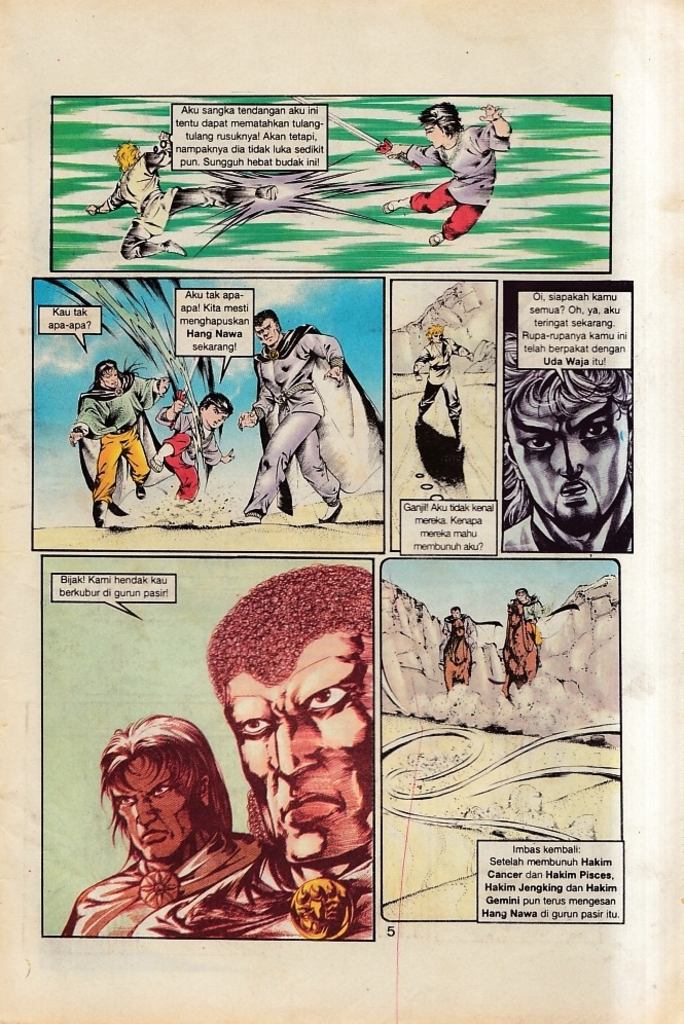 Aku sangka tendangan aku ini
tentu dapat mematahkan tulang-
tulang rusuknya! Akan tetapi,
nampaknya dia tidak luka sedikit
pun. Sungguh hebat budak ini!
Kau tak
apa-apa?
Aku tak apa-
apa! Kita mesti
menghapuskan
Hang Nawa
sekarang!
Ganjil! Aku tidak kenal
mereka. Kenapa
mereka mahu
membunuh aku?
Oi, siapakah kamu
semua? Oh, ya, aku
teringat sekarang.
Rupa-rupanya kamu ini
telah berpakat dengan
Uda Waja itu!
Bijak! Kami hendak kau
berkubur di gurun pasir!
Imbas kembali:
Setelah membunuh Hakim
Cancer dan Hakim Pisces,
Hakim Jengking dan Hakim
Gemini pun terus mengesan
Hang Nawa di gurun pasir itu.
5